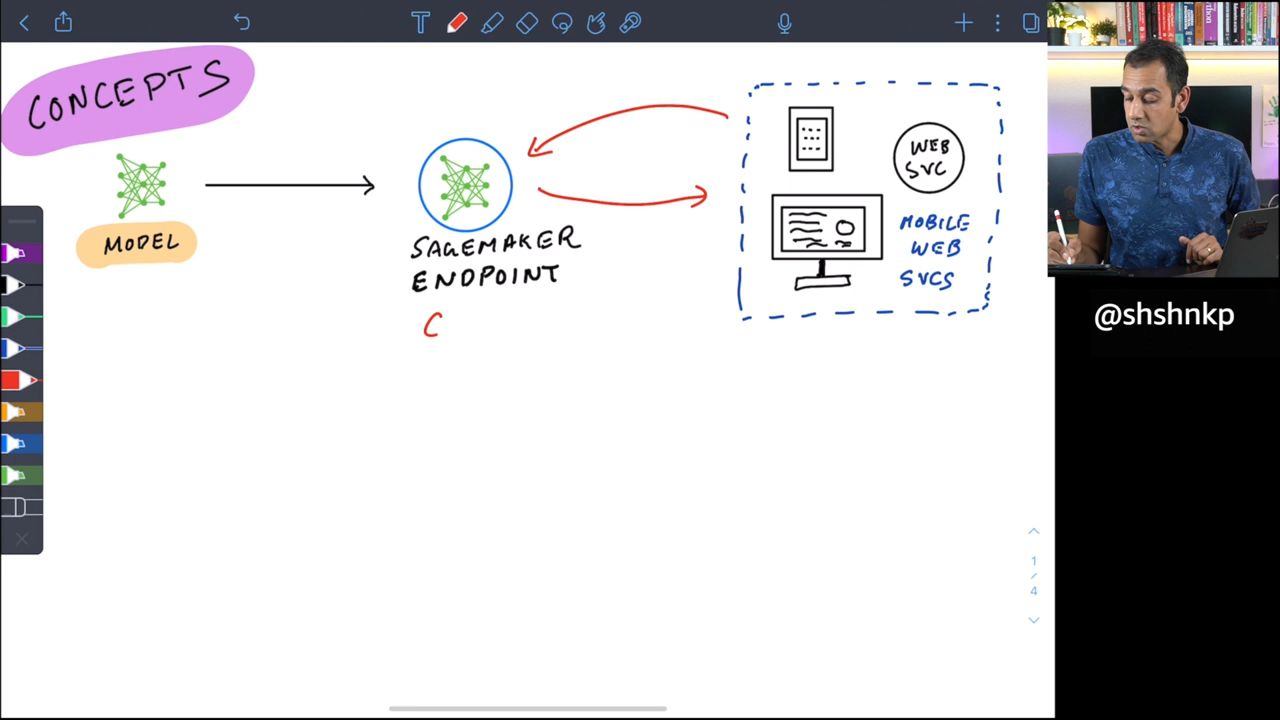 CONCEPTS
MODEL
SAGEMAKER
ENDPOINT
C
WEB
SVC
MOBILE
WEB
SVCS
@shshnkp
1
/
4
T